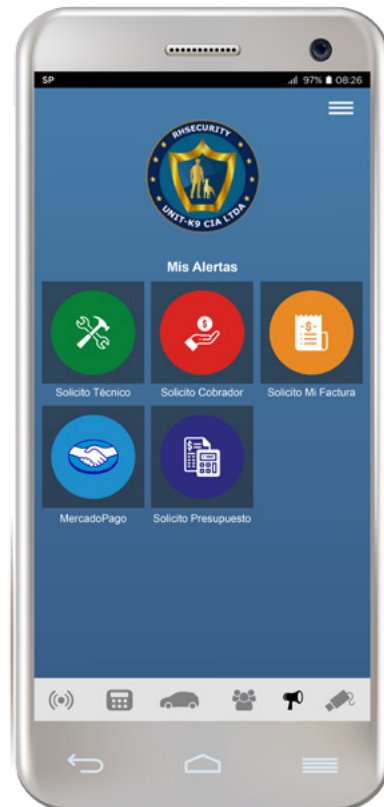 SP 97% 08:26
RHSECURITY
UNIT-K9 CIA LTDA
Mis Alertas
Solicito Técnico Solicito Cobrador Solicito Mi Factura
MercadoPago Solicito Presupuesto